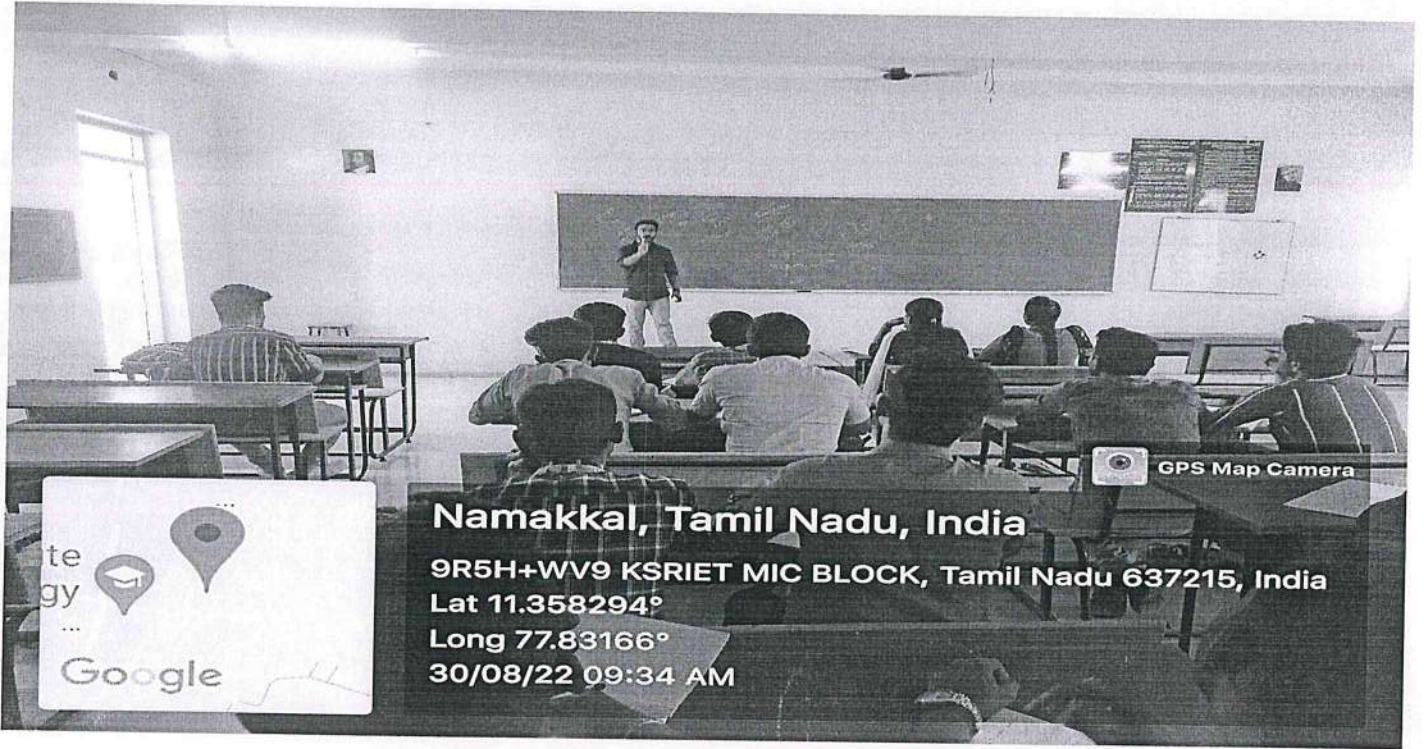 GPS Map Camera
Namakkal, Tamil Nadu, India
9R5H+WV9 KSRIET MIC BLOCK, Tamil Nadu 637215, India
Lat 11.358294°
Long 77.83166°
30/08/22 09:34 AM
te
gy
...
...
Google